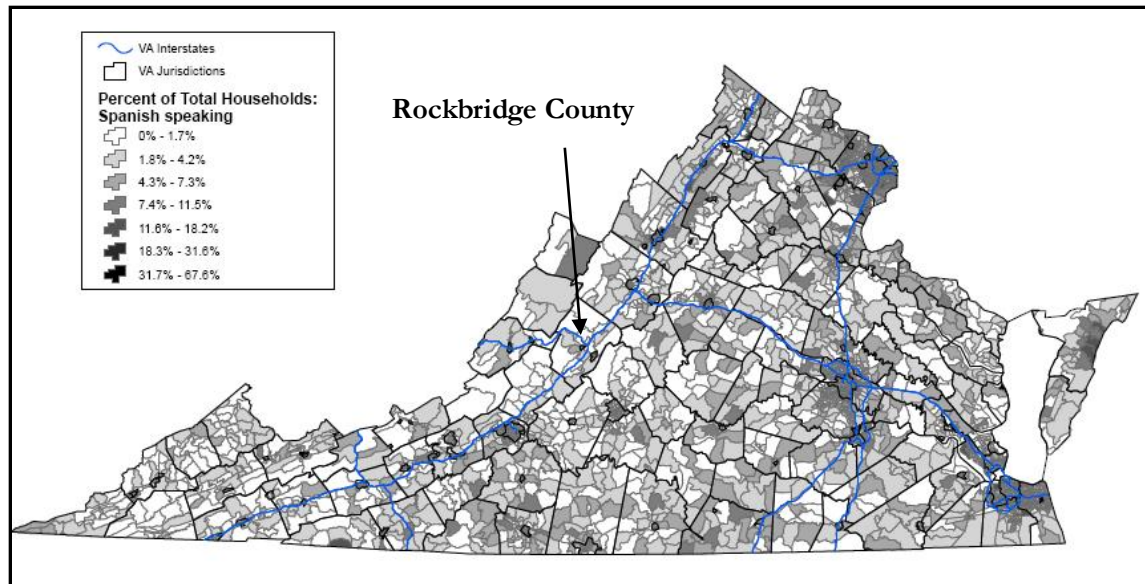 VA Interstates
VA Jurisdictions
Percent of Total Households:
Spanish speaking
0% - 1.7%
1.8% - 4.2%
4.3% - 7.3%
7.4% - 11.5%
11.6% - 18.2%
18.3% - 31.6%
31.7% - 67.6%
Rockbridge County